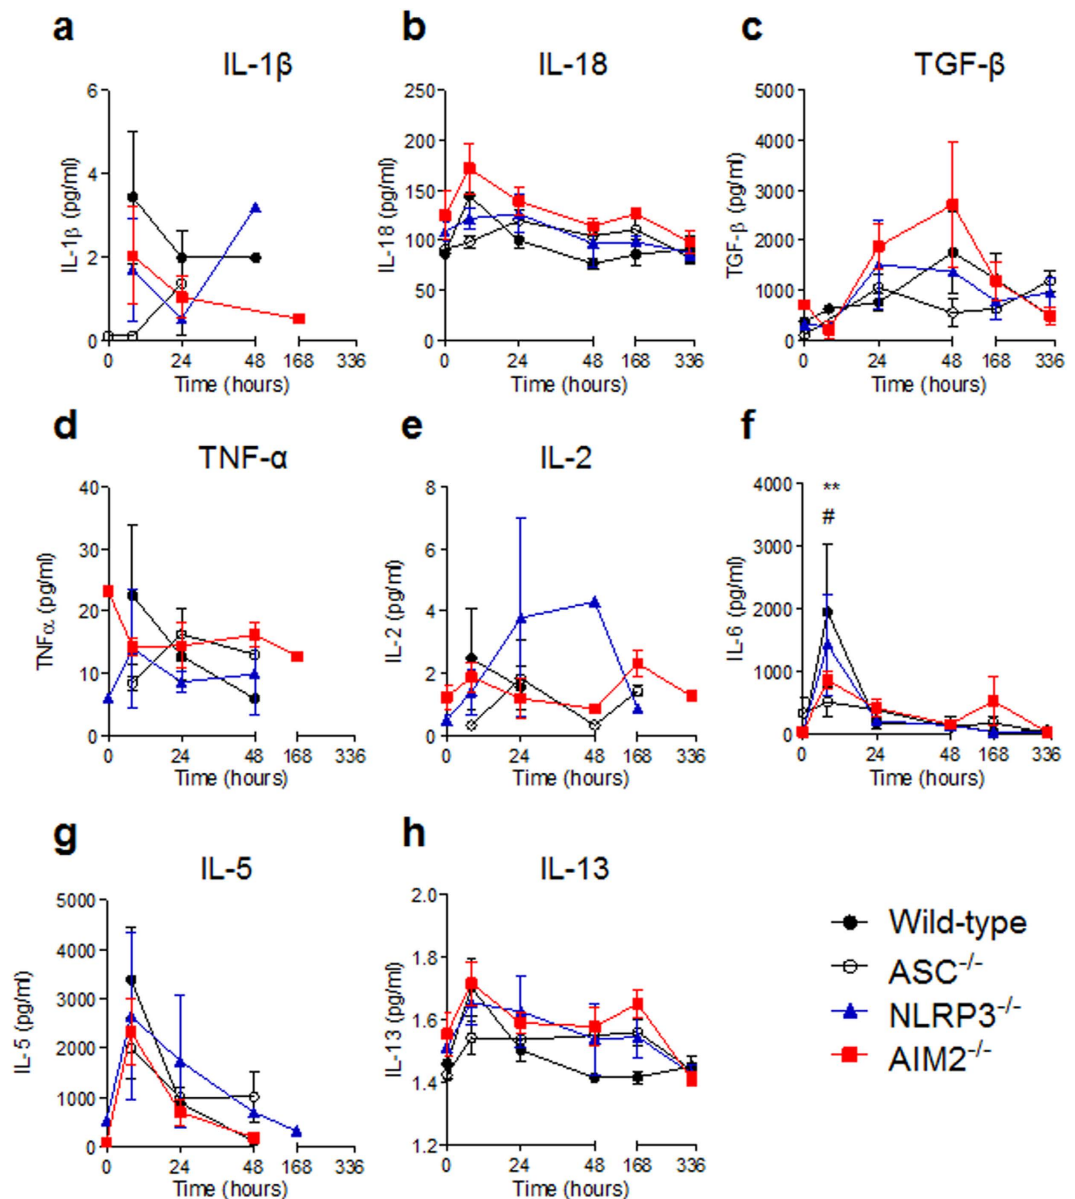 a
IL-1β
IL-1β (pg/ml)
6
4
2
0
0 24 48 168 336
Time (hours)
b
IL-18
IL-18 (pg/ml)
250
200
150
100
50
0
0 24 48 168 336
Time (hours)
c
TGF-β
TGF-β (pg/ml)
5000
4000
3000
2000
1000
0
0 24 48 168 336
Time (hours)
d
TNF-α
TNFα (pg/ml)
40
30
20
10
0
0 24 48 168 336
Time (hours)
e
IL-2
IL-2 (pg/ml)
8
6
4
2
0
0 24 48 168 336
Time (hours)
f
IL-6 (pg/ml)
4000
3000
2000
1000
0
**
#
0 24 48 168 336
Time (hours)
g
IL-5
IL-5 (pg/ml)
5000
4000
3000
2000
1000
0
0 24 48 168 336
Time (hours)
h
IL-13
IL-13 (pg/ml)
2.0
1.8
1.6
1.4
1.2
0 24 48 168 336
Time (hours)
Wild-type
ASC-/-
NLRP3-/-
AIM2-/-